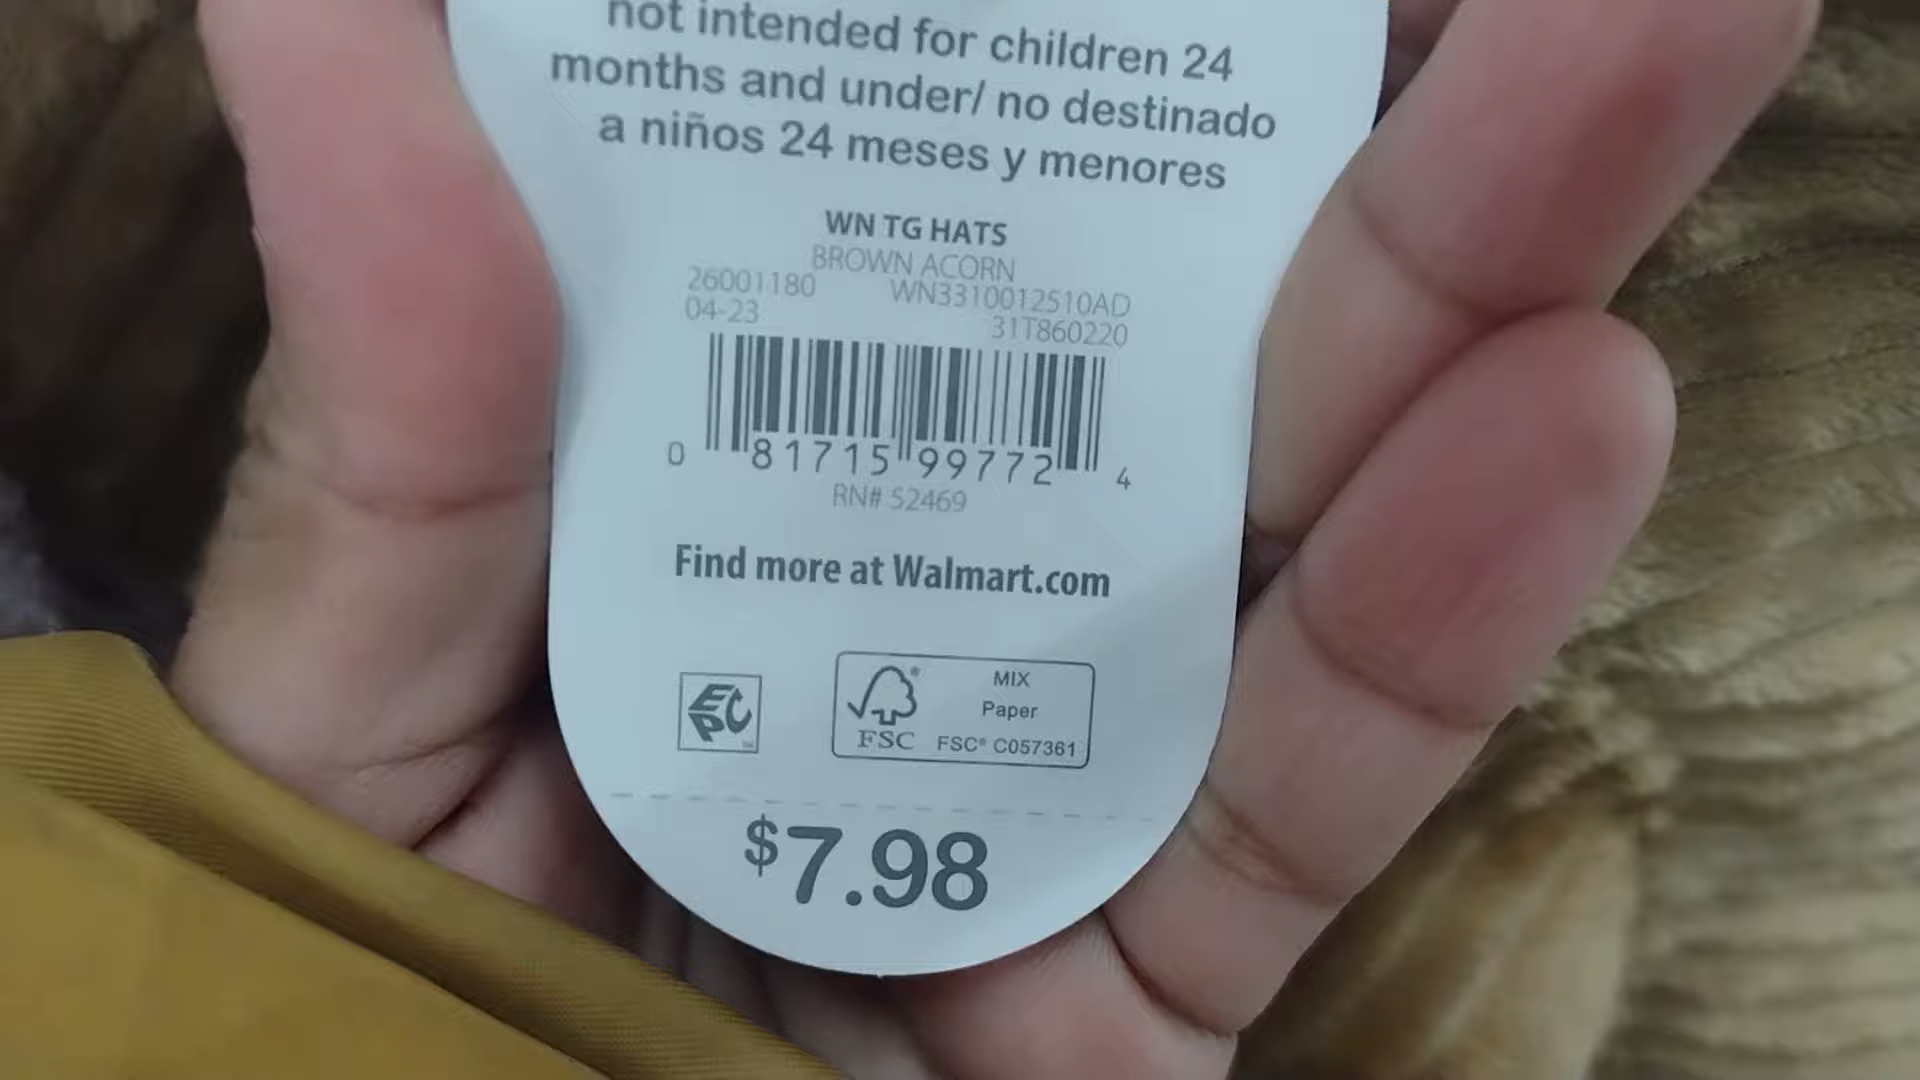 not intended for children 24
months and under/ no destinado
a niños 24 meses y menores
WN TG HATS
BROWN ACORN
26001180 WN3310012510AD
04-23 31T860220
0 81715 99772 4
RN# 52469
Find more at Walmart.com
EPC
MIX
Paper
FSC FSC® C057361
$7.98